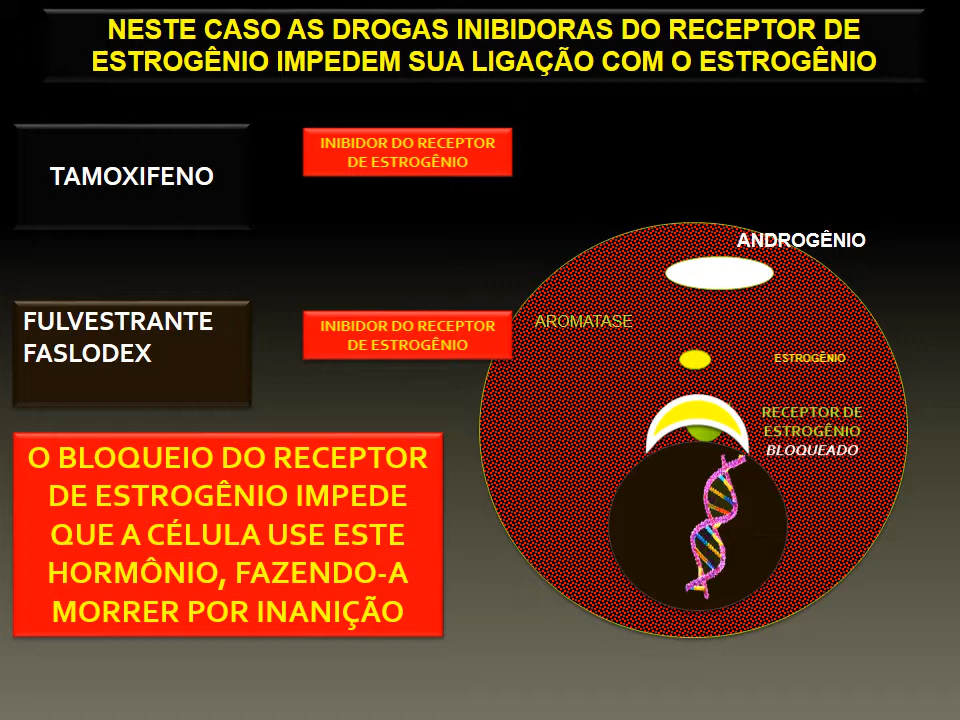 NESTE CASO AS DROGAS INIBIDORAS DO RECEPTOR DE
ESTROGÊNIO IMPEDEM SUA LIGAÇÃO COM O ESTROGÊNIO
TAMOXIFENO
INIBIDOR DO RECEPTOR
DE ESTROGÊNIO
ANDROGÊNIO
FULVESTRANTE
FASLODEX
INIBIDOR DO RECEPTOR
DE ESTROGÊNIO
AROMATASE
ESTROGÊNIO
RECEPTOR DE
ESTROGÊNIO
BLOQUEADO
O BLOQUEIO DO RECEPTOR
DE ESTROGÊNIO IMPEDE
QUE A CÉLULA USE ESTE
HORMÔNIO, FAZENDO-A
MORRER POR INANIÇÃO